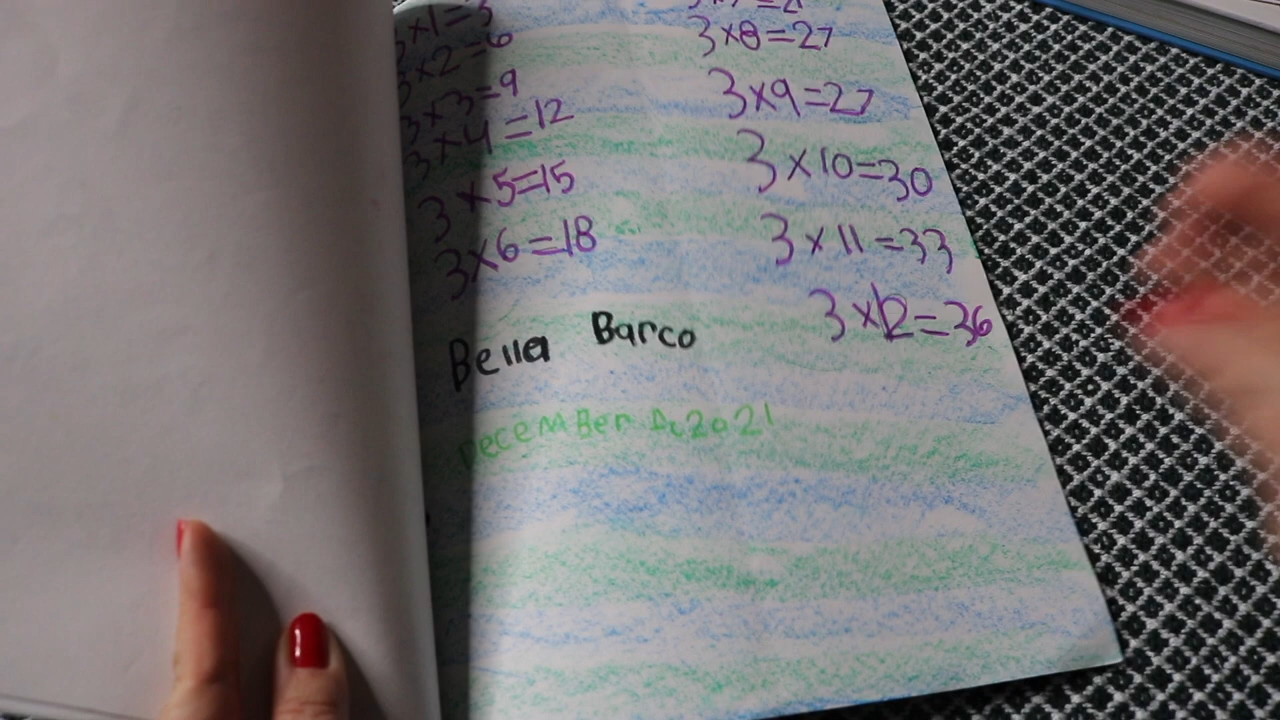 3x1=3
3x2=6
3x3=9
3x4=12
3x5=15
3x6=18
3x8=27
3x9=27
3x10=30
3x11=33
3x12=36
Bella Barco
December 2021